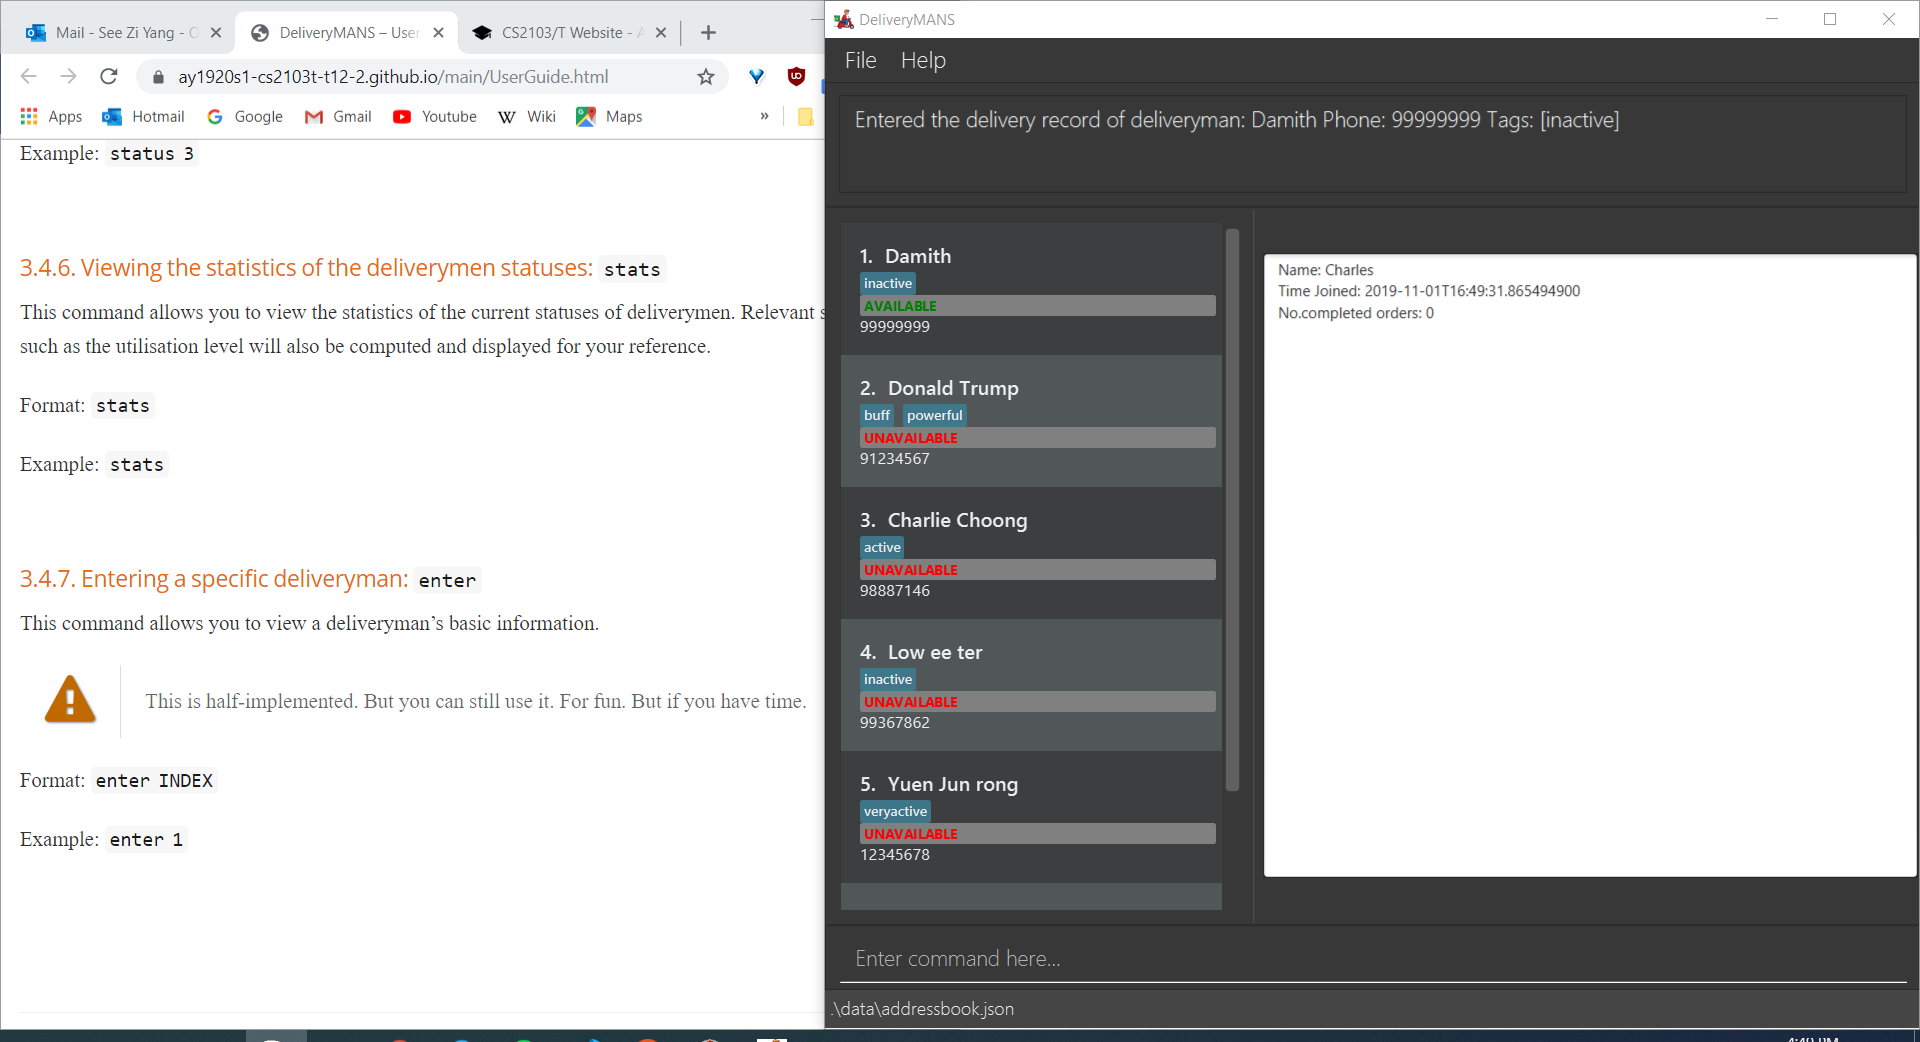 Mail - See Zi Yang - O
DeliveryMANS – User
CS2103/T Website - A
ay1920s1-cs2103t-t12-2.github.io/main/UserGuide.html
Apps
Hotmail
Google
Gmail
Youtube
Wiki
Maps
»
Example: status 3
3.4.6. Viewing the statistics of the deliverymen statuses: stats
This command allows you to view the statistics of the current statuses of deliverymen. Relevant s
such as the utilisation level will also be computed and displayed for your reference.
Format: stats
Example: stats
3.4.7. Entering a specific deliveryman: enter
This command allows you to view a deliveryman’s basic information.
This is half-implemented. But you can still use it. For fun. But if you have time.
Format: enter INDEX
Example: enter 1
DeliveryMANS
File Help
Entered the delivery record of deliveryman: Damith Phone: 99999999 Tags: [inactive]
1. Damith
inactive
AVAILABLE
99999999
2. Donald Trump
buff powerful
UNAVAILABLE
91234567
3. Charlie Choong
active
UNAVAILABLE
98887146
4. Low ee ter
inactive
UNAVAILABLE
99367862
5. Yuen Jun rong
veryactive
UNAVAILABLE
12345678
Name: Charles
Time Joined: 2019-11-01T16:49:31.865494900
No.completed orders: 0
Enter command here...
.\data\addressbook.json